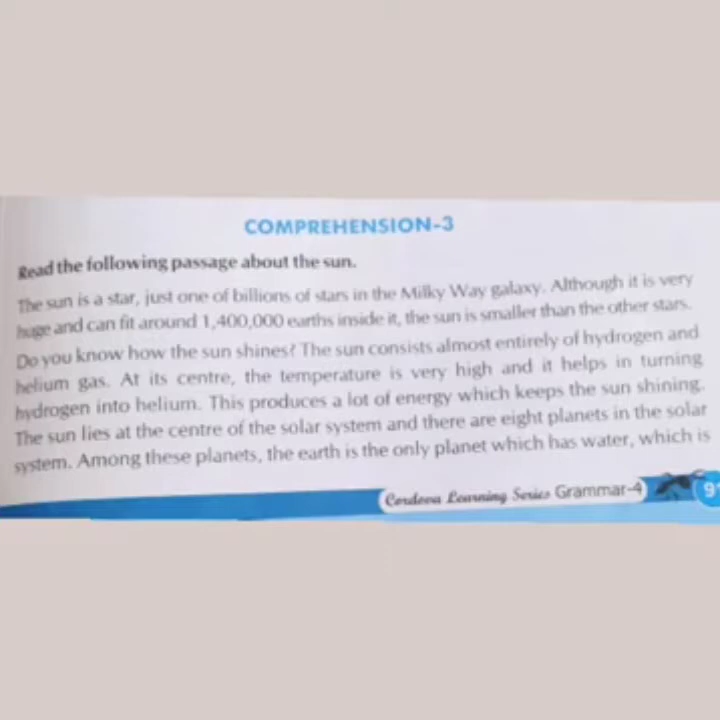 COMPREHENSION-3
Read the following passage about the sun.
The sun is a star, just one of billions of stars in the Milky Way galaxy. Although it is very
huge and can fit around 1,400,000 earths inside it, the sun is smaller than the other stars.
Do you know how the sun shines? The sun consists almost entirely of hydrogen and
helium gas. At its centre, the temperature is very high and it helps in turning
hydrogen into helium. This produces a lot of energy which keeps the sun shining.
The sun lies at the centre of the solar system and there are eight planets in the solar
system. Among these planets, the earth is the only planet which has water, which is
Cordova Learning Series Grammar-4